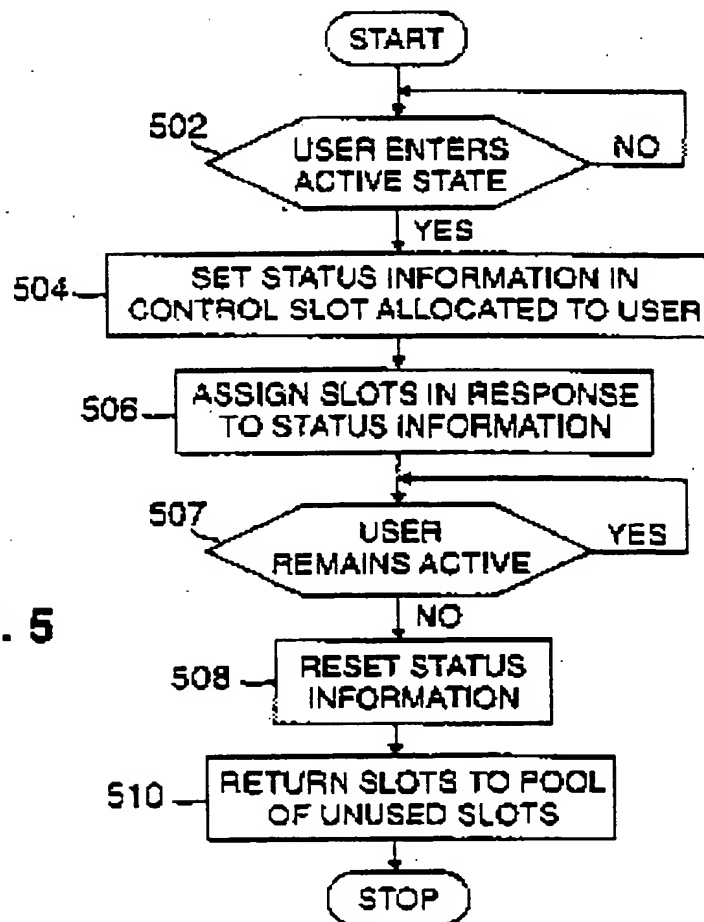 START
502
USER ENTERS
ACTIVE STATE
NO
YES
504
SET STATUS INFORMATION IN
CONTROL SLOT ALLOCATED TO USER
506
ASSIGN SLOTS IN RESPONSE
TO STATUS INFORMATION
507
USER
REMAINS ACTIVE
YES
NO
. 5
508
RESET STATUS
INFORMATION
510
RETURN SLOTS TO POOL
OF UNUSED SLOTS
STOP